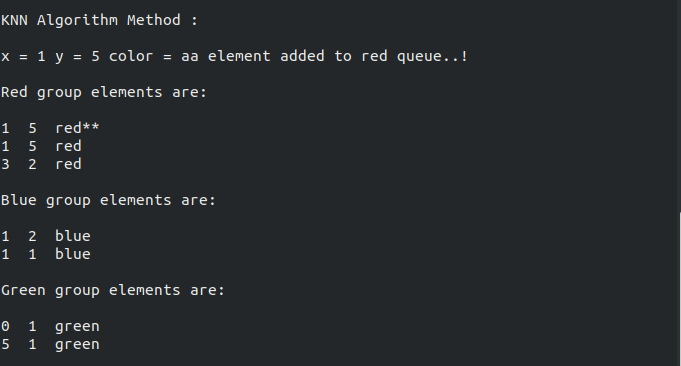 KNN Algorithm Method :
x = 1 y = 5 color = aa element added to red queue..!
Red group elements are:
1  5  red**
1  5  red
3  2  red
Blue group elements are:
1  2  blue
1  1  blue
Green group elements are:
0  1  green
5  1  green